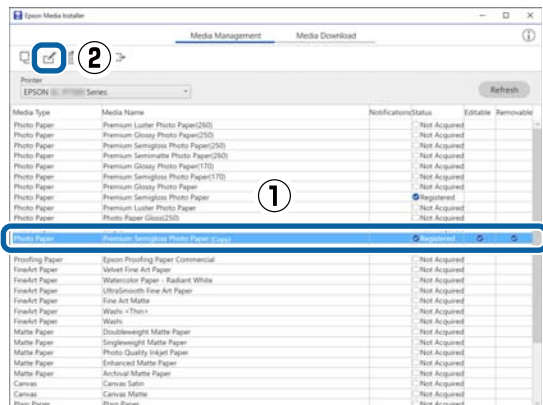 Epson Media Installer
Media Management Media Download
②
Printer
EPSON Series
Refresh
Media Type Media Name Notifications Status Editable Removable
Photo Paper Premium Luster Photo Paper(260) Not Acquired
Photo Paper Premium Glossy Photo Paper(250) Not Acquired
Photo Paper Premium Semigloss Photo Paper(250) Not Acquired
Photo Paper Premium Semimatte Photo Paper(260) Not Acquired
Photo Paper Premium Glossy Photo Paper(170) Not Acquired
Photo Paper Premium Semigloss Photo Paper(170) Not Acquired
Photo Paper Premium Glossy Photo Paper Not Acquired
Photo Paper Premium Semigloss Photo Paper Registered
Photo Paper Premium Luster Photo Paper Not Acquired
Photo Paper Photo Paper Gloss(250) Not Acquired
①
Photo Paper Premium Semigloss Photo Paper (Copy) Registered
Proofing Paper Epson Proofing Paper Commercial Not Acquired
FineArt Paper Velvet Fine Art Paper Not Acquired
FineArt Paper Watercolor Paper - Radiant White Not Acquired
FineArt Paper UltraSmooth Fine Art Paper Not Acquired
FineArt Paper Fine Art Matte Not Acquired
FineArt Paper Washi <Thin> Not Acquired
FineArt Paper Washi Not Acquired
Matte Paper Doubleweight Matte Paper Not Acquired
Matte Paper Singleweight Matte Paper Not Acquired
Matte Paper Photo Quality Inkjet Paper Not Acquired
Matte Paper Enhanced Matte Paper Not Acquired
Matte Paper Archival Matte Paper Not Acquired
Canvas Canvas Satin Not Acquired
Canvas Canvas Matte Not Acquired
Plain Paper Plain Paper Not Acquired